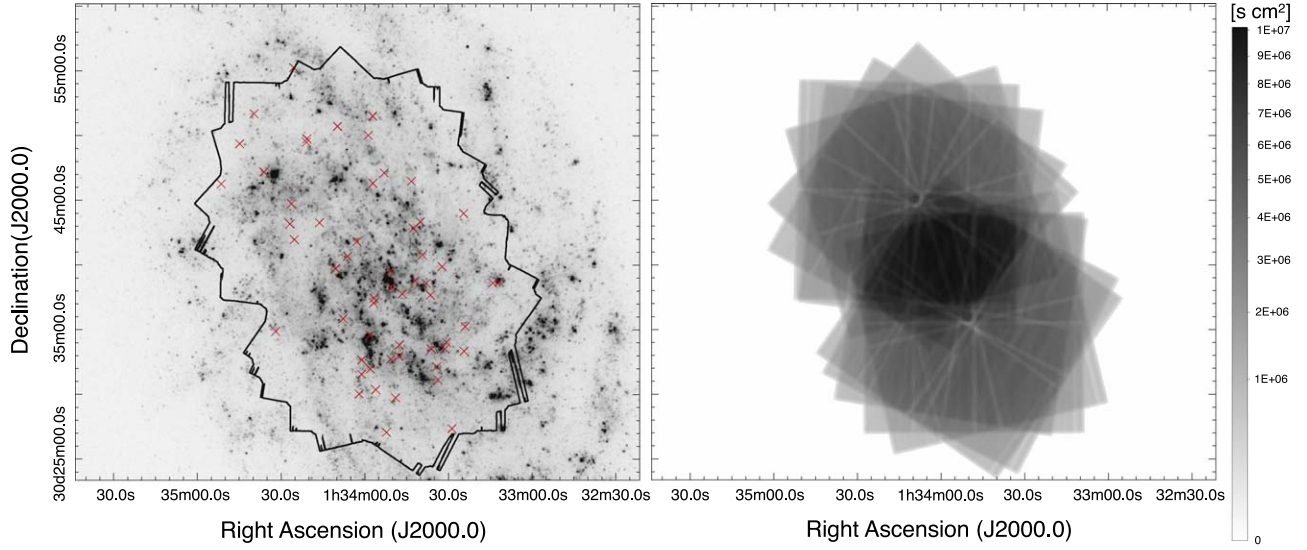 [s cm²]
1E+07
9E+06
8E+06
7E+06
6E+06
5E+06
4E+06
3E+06
2E+06
1E+06
0
Declination(J2000.0)
55m00.0s
45m00.0s
35m00.0s
30d25m00.0s
30.0s 35m00.0s 30.0s 1h34m00.0s 30.0s 33m00.0s 32m30.0s
Right Ascension (J2000.0)
30.0s 35m00.0s 30.0s 1h34m00.0s 30.0s 33m00.0s 32m30.0s
Right Ascension (J2000.0)